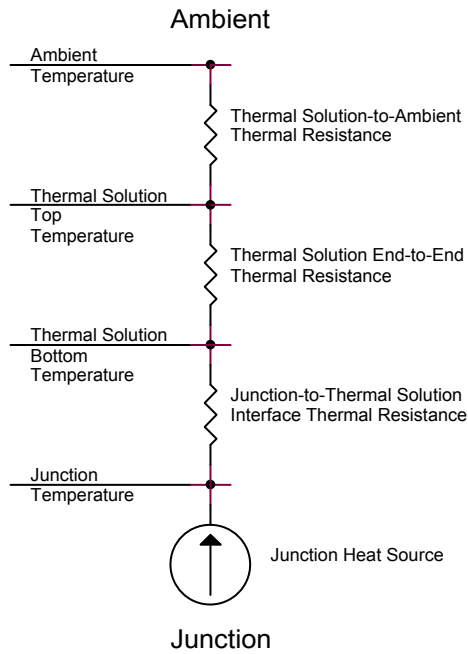 Ambient
Ambient
Temperature
Thermal Solution-to-Ambient
Thermal Resistance
Thermal Solution
Top
Temperature
Thermal Solution End-to-End
Thermal Resistance
Thermal Solution
Bottom
Temperature
Junction-to-Thermal Solution
Interface Thermal Resistance
Junction
Temperature
Junction Heat Source
Junction